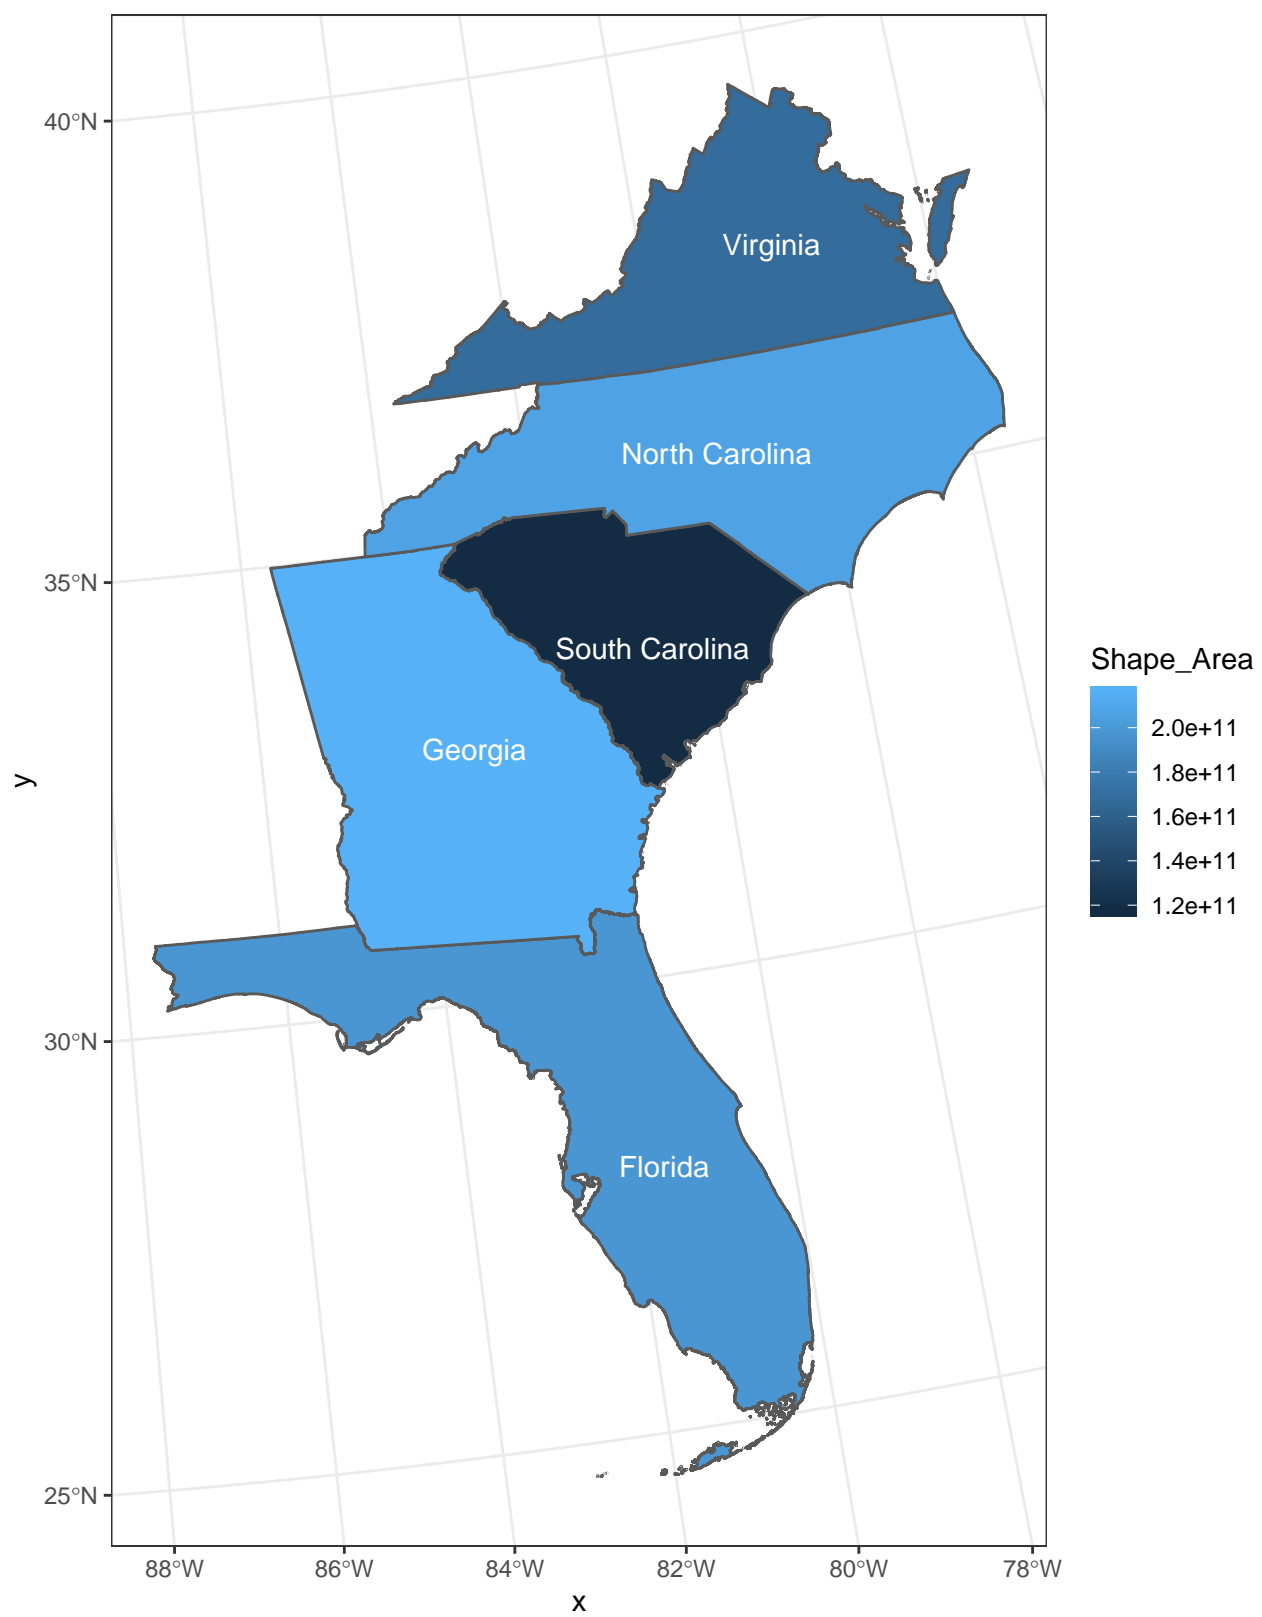 40°N
35°N
30°N
25°N
y
Virginia
North Carolina
South Carolina
Georgia
Florida
88°W
86°W
84°W
82°W
80°W
78°W
x
Shape_Area
2.0e+11
1.8e+11
1.6e+11
1.4e+11
1.2e+11